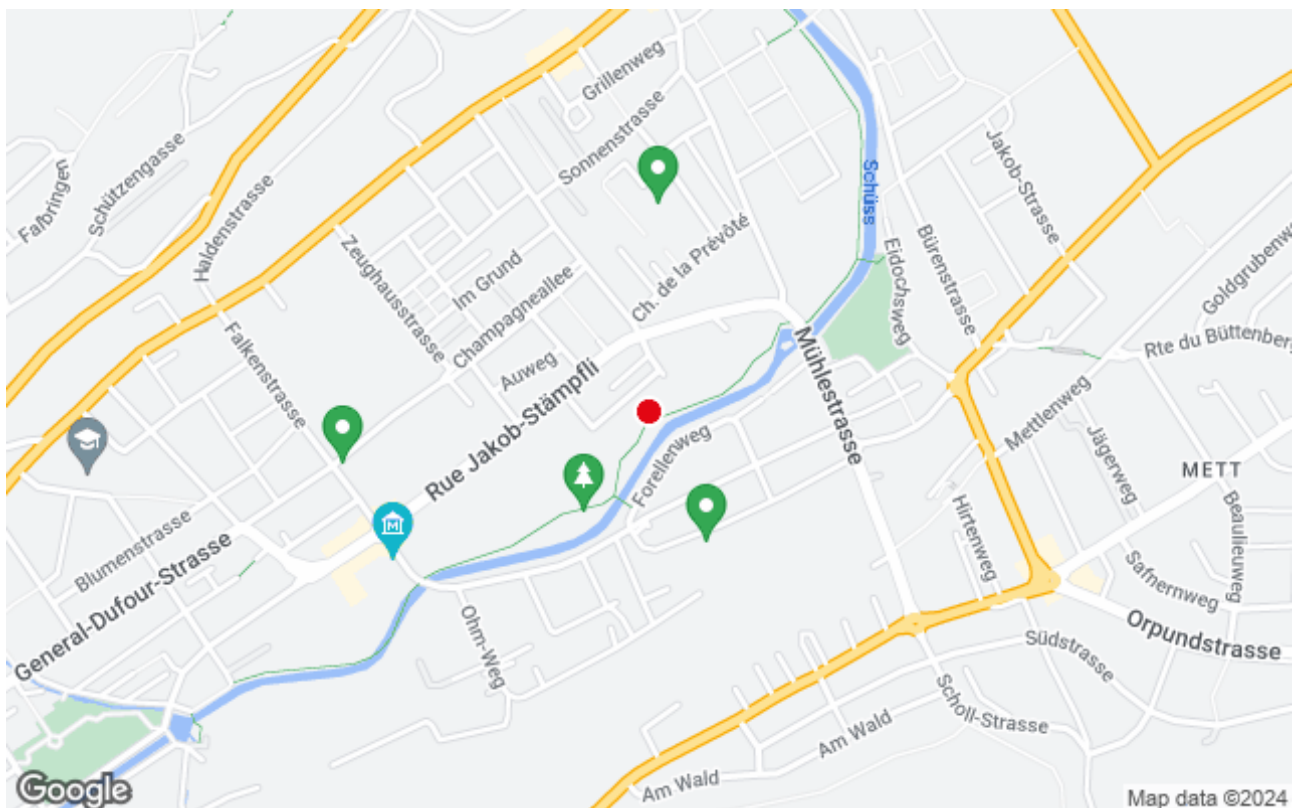 Grillenweg
Falbringen
Schützengasse
Haldenstrasse
Sonnenstrasse
Jakob-Strasse
Schüss
Zeughausstrasse
Im Grund
Champagneallee
Ch. de la Prévôté
Eidochsweg
Bürenstrasse
Goldgrubenw
Rte du Büttenberg
Falkenstrasse
Auweg
Rue Jakob-Stämpfli
Mühlestrasse
Mettlenweg
Jägerweg
METT
Forellenweg
Hirtenweg
Beaulieuweg
Blumenstrasse
General-Dufour-Strasse
M
Safnernweg
Orpundstrasse
Ohm-Weg
Südstrasse
Scholl-Strasse
Am Wald
Am Wald
Google
Map data ©2024